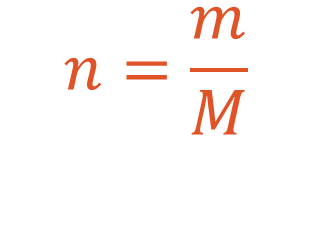 n = m/M